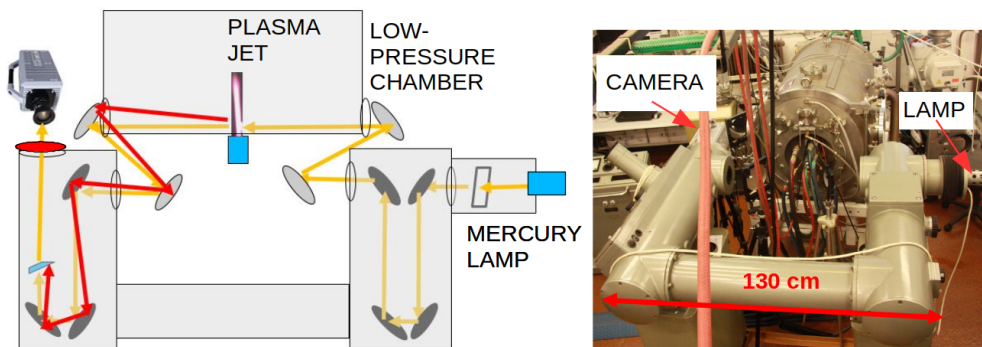 PLASMA
JET
LOW-
PRESSURE
CHAMBER
MERCURY
LAMP
CAMERA
LAMP
130 cm